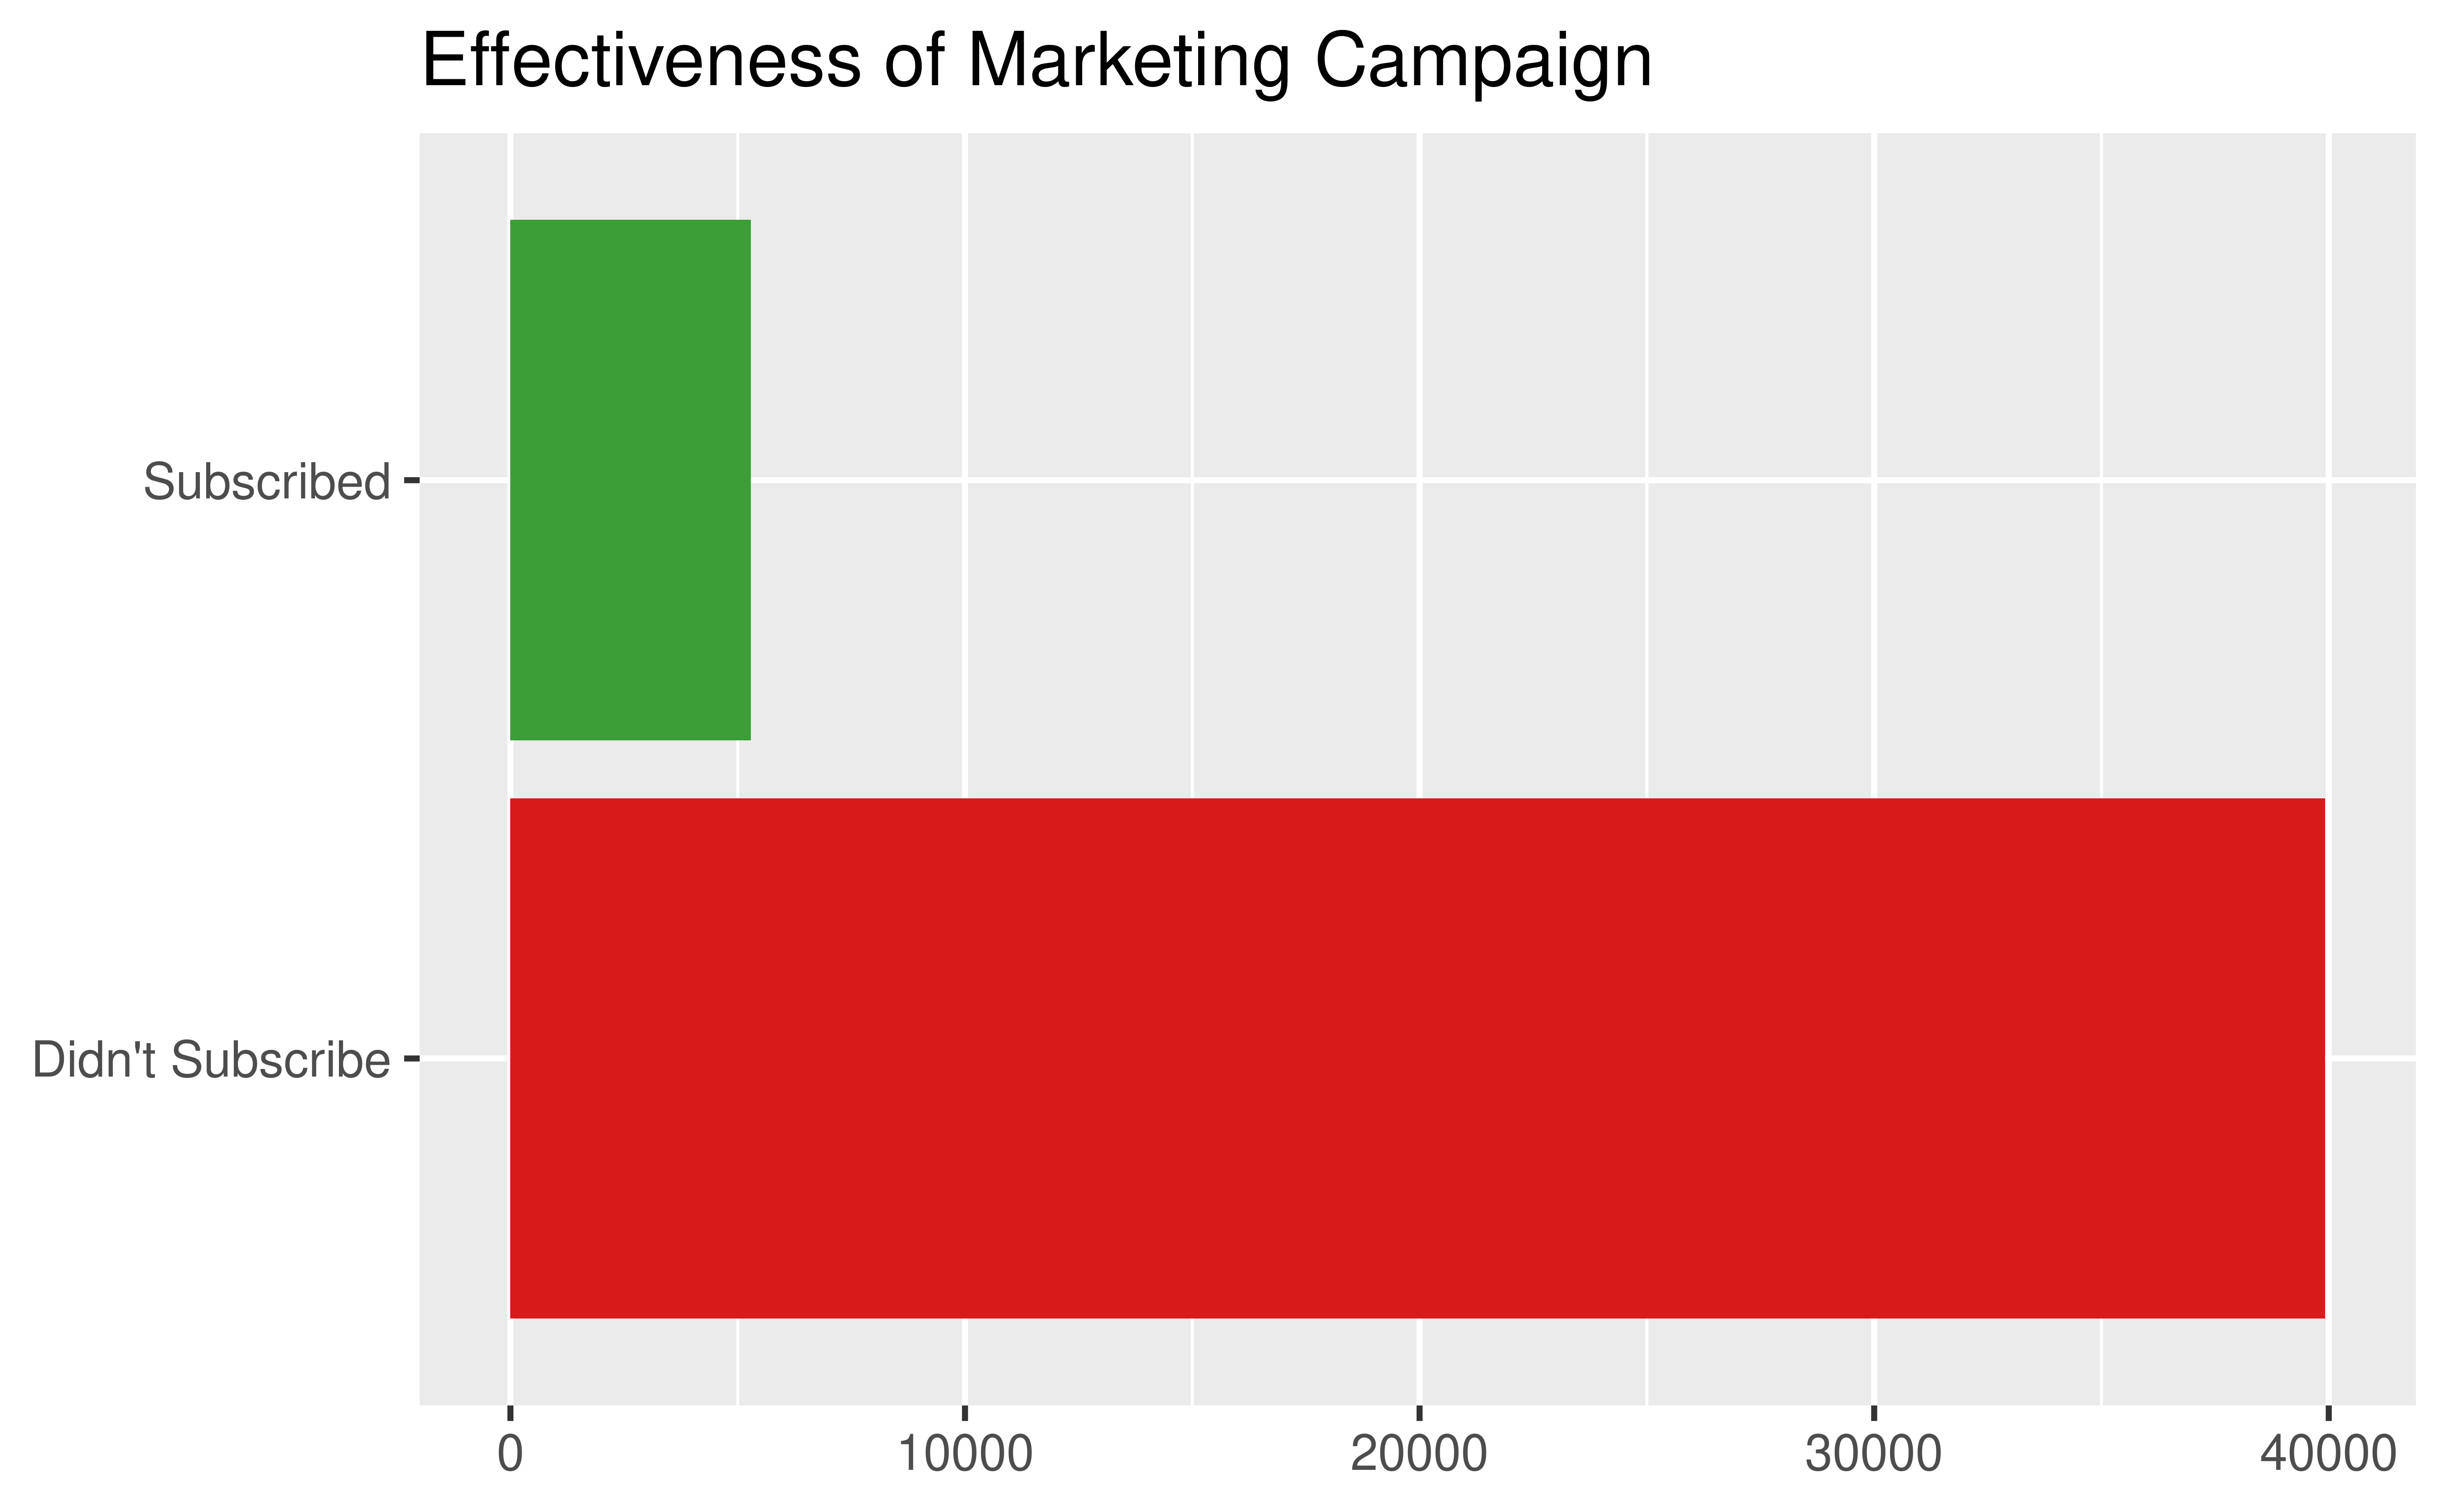 Effectiveness of Marketing Campaign
Subscribed
Didn't Subscribe
0 10000 20000 30000 40000